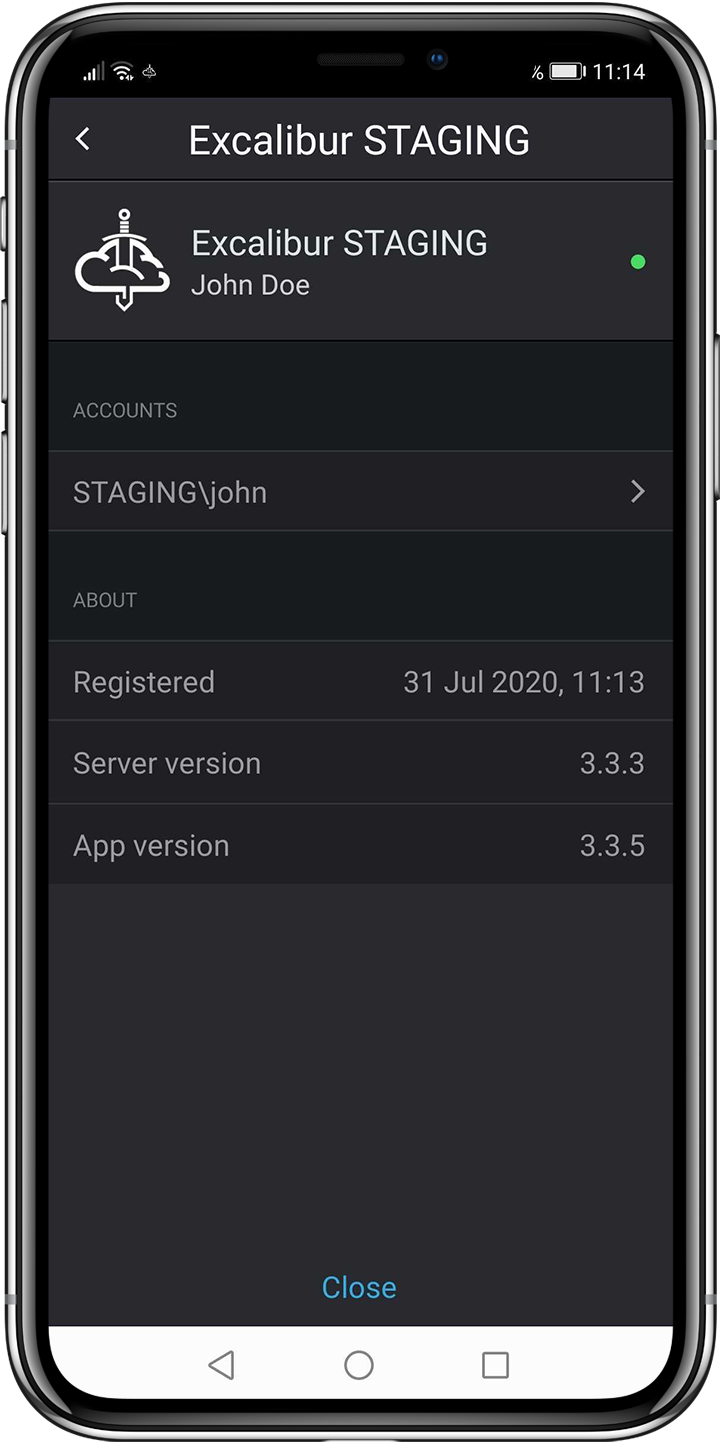 11:14
Excalibur STAGING
Excalibur STAGING
John Doe
ACCOUNTS
STAGING\john
ABOUT
Registered 31 Jul 2020, 11:13
Server version 3.3.3
App version 3.3.5
Close